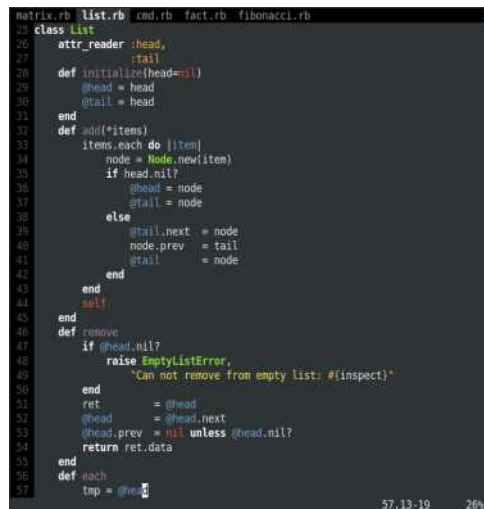 matrix.rb list.rb cmd.rb fact.rb fibonacci.rb
25 class List
26     attr_reader :head,
27                 :tail
28     def initialize(head=nil)
29         @head = head
30         @tail = head
31     end
32     def add(*items)
33         items.each do |item|
34             node = Node.new(item)
35             if head.nil?
36                 @head = node
37                 @tail = node
38             else
39                 @tail.next = node
40                 node.prev  = tail
41                 @tail      = node
42             end
43         end
44         self
45     end
46     def remove
47         if @head.nil?
48             raise EmptyListError,
49                 "Can not remove from empty list: #{inspect}"
50         end
51         ret        = @head
52         @head      = @head.next
53         @head.prev = nil unless @head.nil?
54         return ret.data
55     end
56     def each
57         tmp = @head
57,13-19 26%